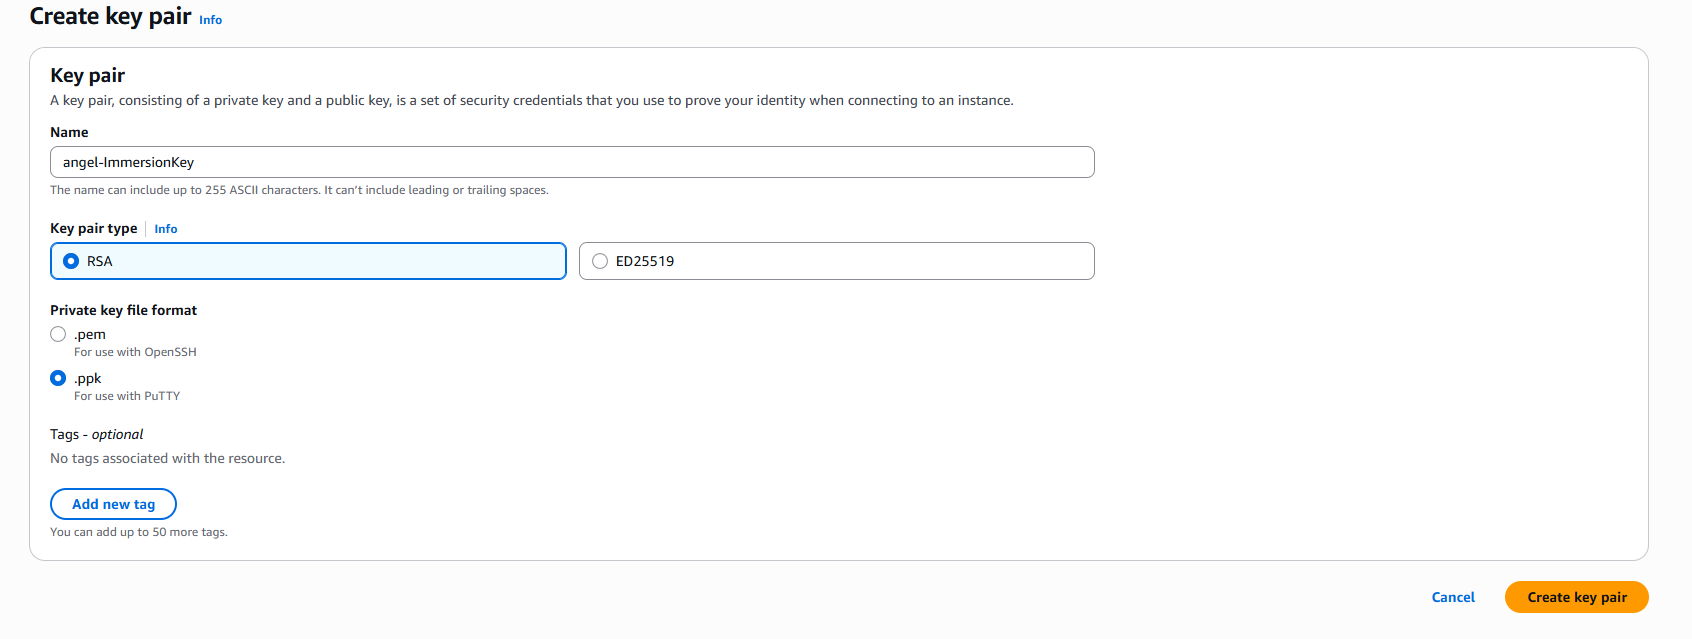 Create key pair Info
Key pair
A key pair, consisting of a private key and a public key, is a set of security credentials that you use to prove your identity when connecting to an instance.
Name
angel-ImmersionKey
The name can include up to 255 ASCII characters. It can't include leading or trailing spaces.
Key pair type Info
RSA ED25519
Private key file format
.pem
For use with OpenSSH
.ppk
For use with PuTTY
Tags - optional
No tags associated with the resource.
Add new tag
You can add up to 50 more tags.
Cancel Create key pair